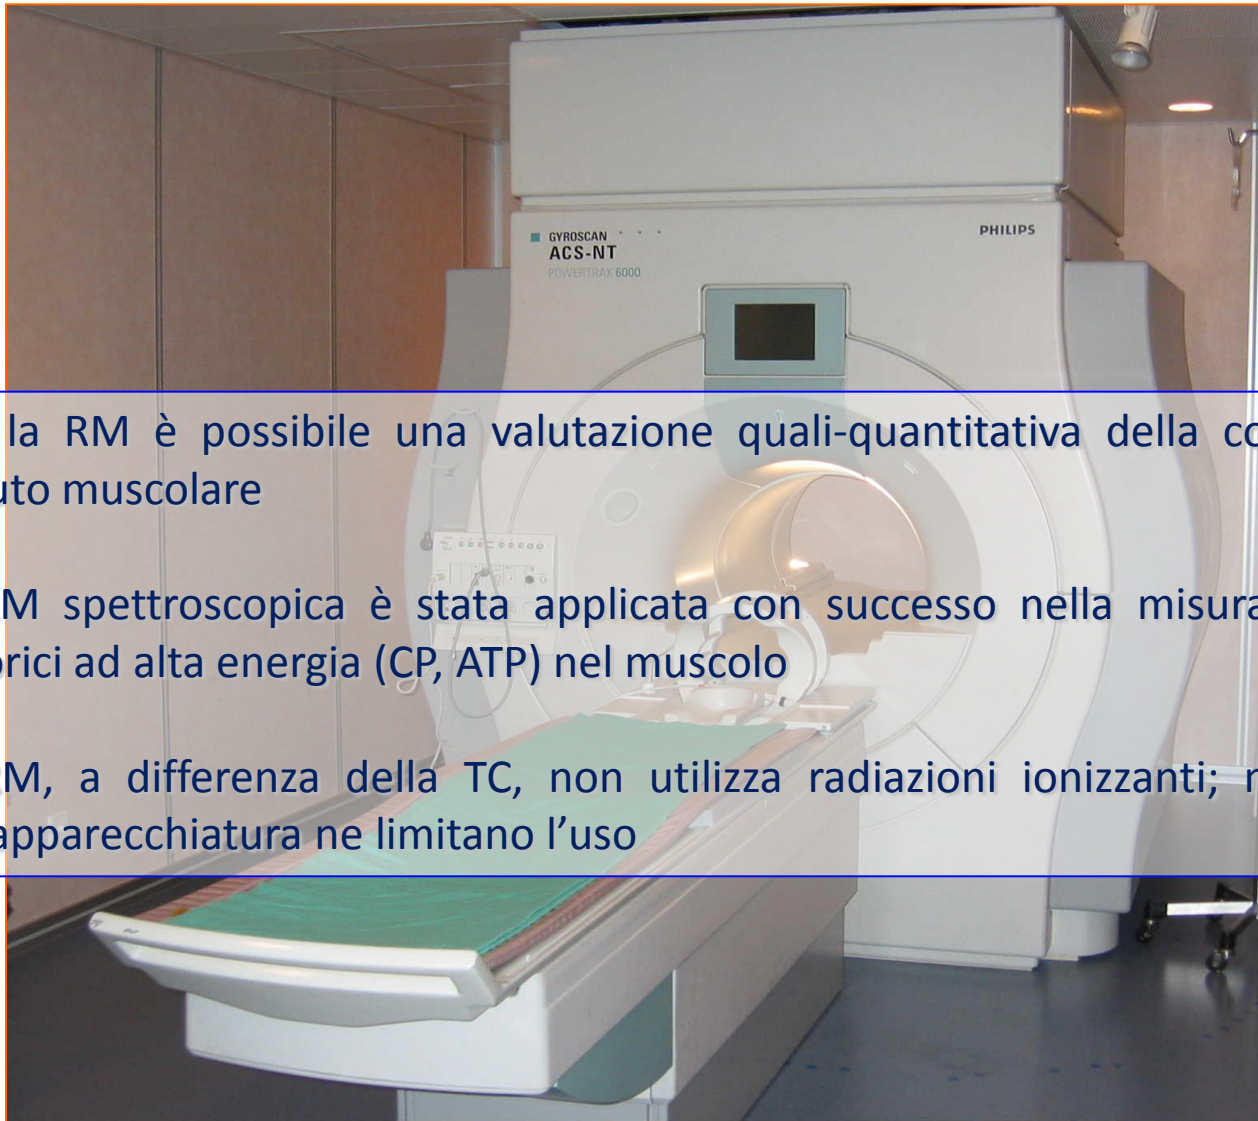 GYROSCAN
ACS-NT
POWERTRAK 6000
PHILIPS
la RM è possibile una valutazione quali-quantitativa della co
uto muscolare
M spettroscopica è stata applicata con successo nella misura
rici ad alta energia (CP, ATP) nel muscolo
RM, a differenza della TC, non utilizza radiazioni ionizzanti;
apparecchiatura ne limitano l’uso